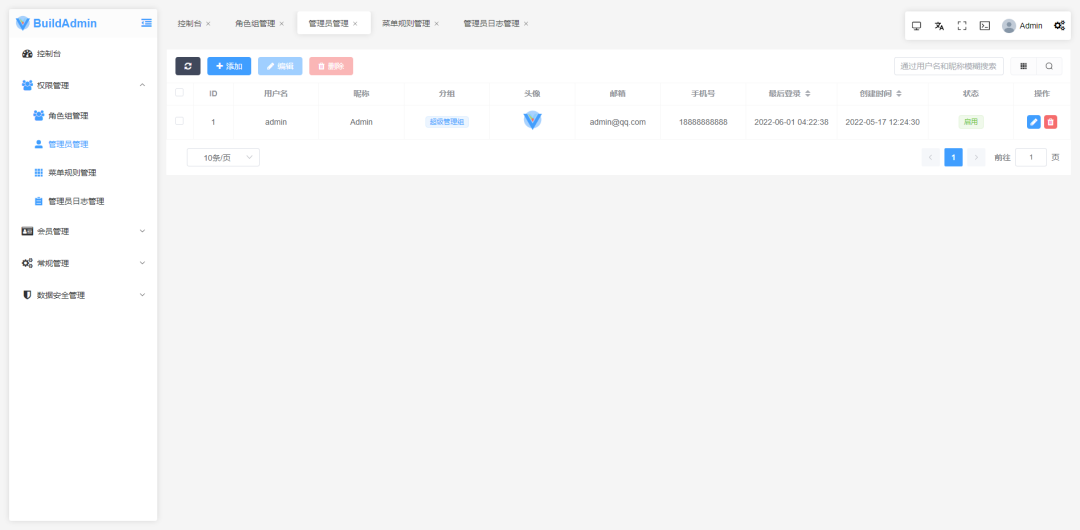 BuildAdmin
控制台
权限管理
角色组管理
管理员管理
菜单规则管理
管理员日志管理
会员管理
常规管理
数据安全管理
控制台 × 角色组管理 × 管理员管理 × 菜单规则管理 × 管理员日志管理 ×
Admin
添加 编辑 删除
通过用户名和昵称模糊搜索
ID 用户名 昵称 分组 头像 邮箱 手机号 最后登录 创建时间 状态 操作
1 admin Admin 超级管理组 admin@qq.com 18888888888 2022-06-01 04:22:38 2022-05-17 12:24:30 启用
10条/页
1 前往 1 页